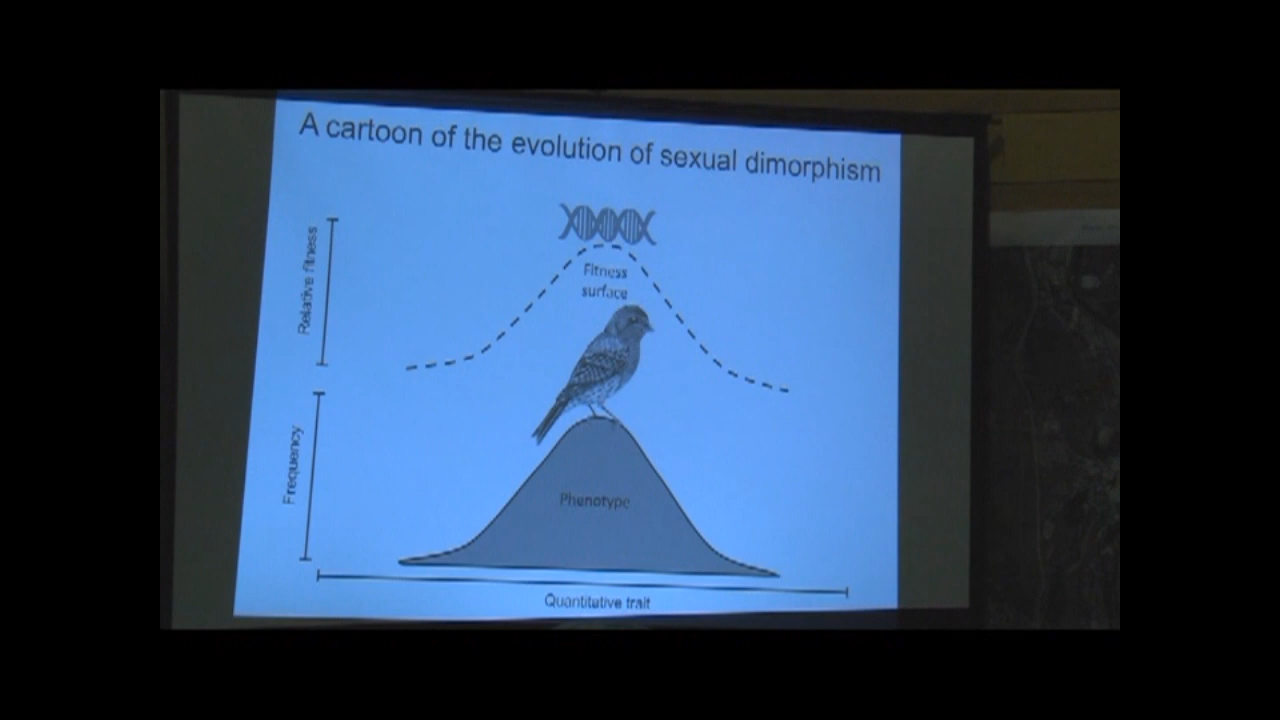 A cartoon of the evolution of sexual dimorphism
Relative fitness
Fitness
surface
Frequency
Phenotype
Quantitative trait